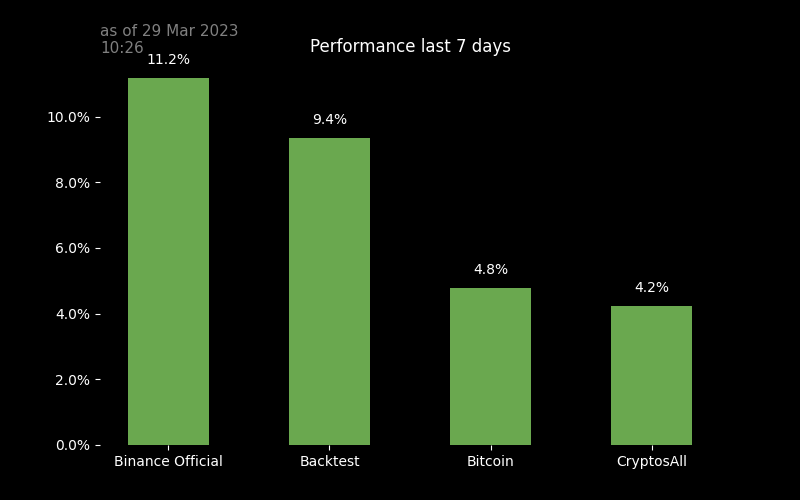 as of 29 Mar 2023
10:26
Performance last 7 days
11.2%
9.4%
4.8%
4.2%
10.0%
8.0%
6.0%
4.0%
2.0%
0.0%
Binance Official
Backtest
Bitcoin
CryptosAll